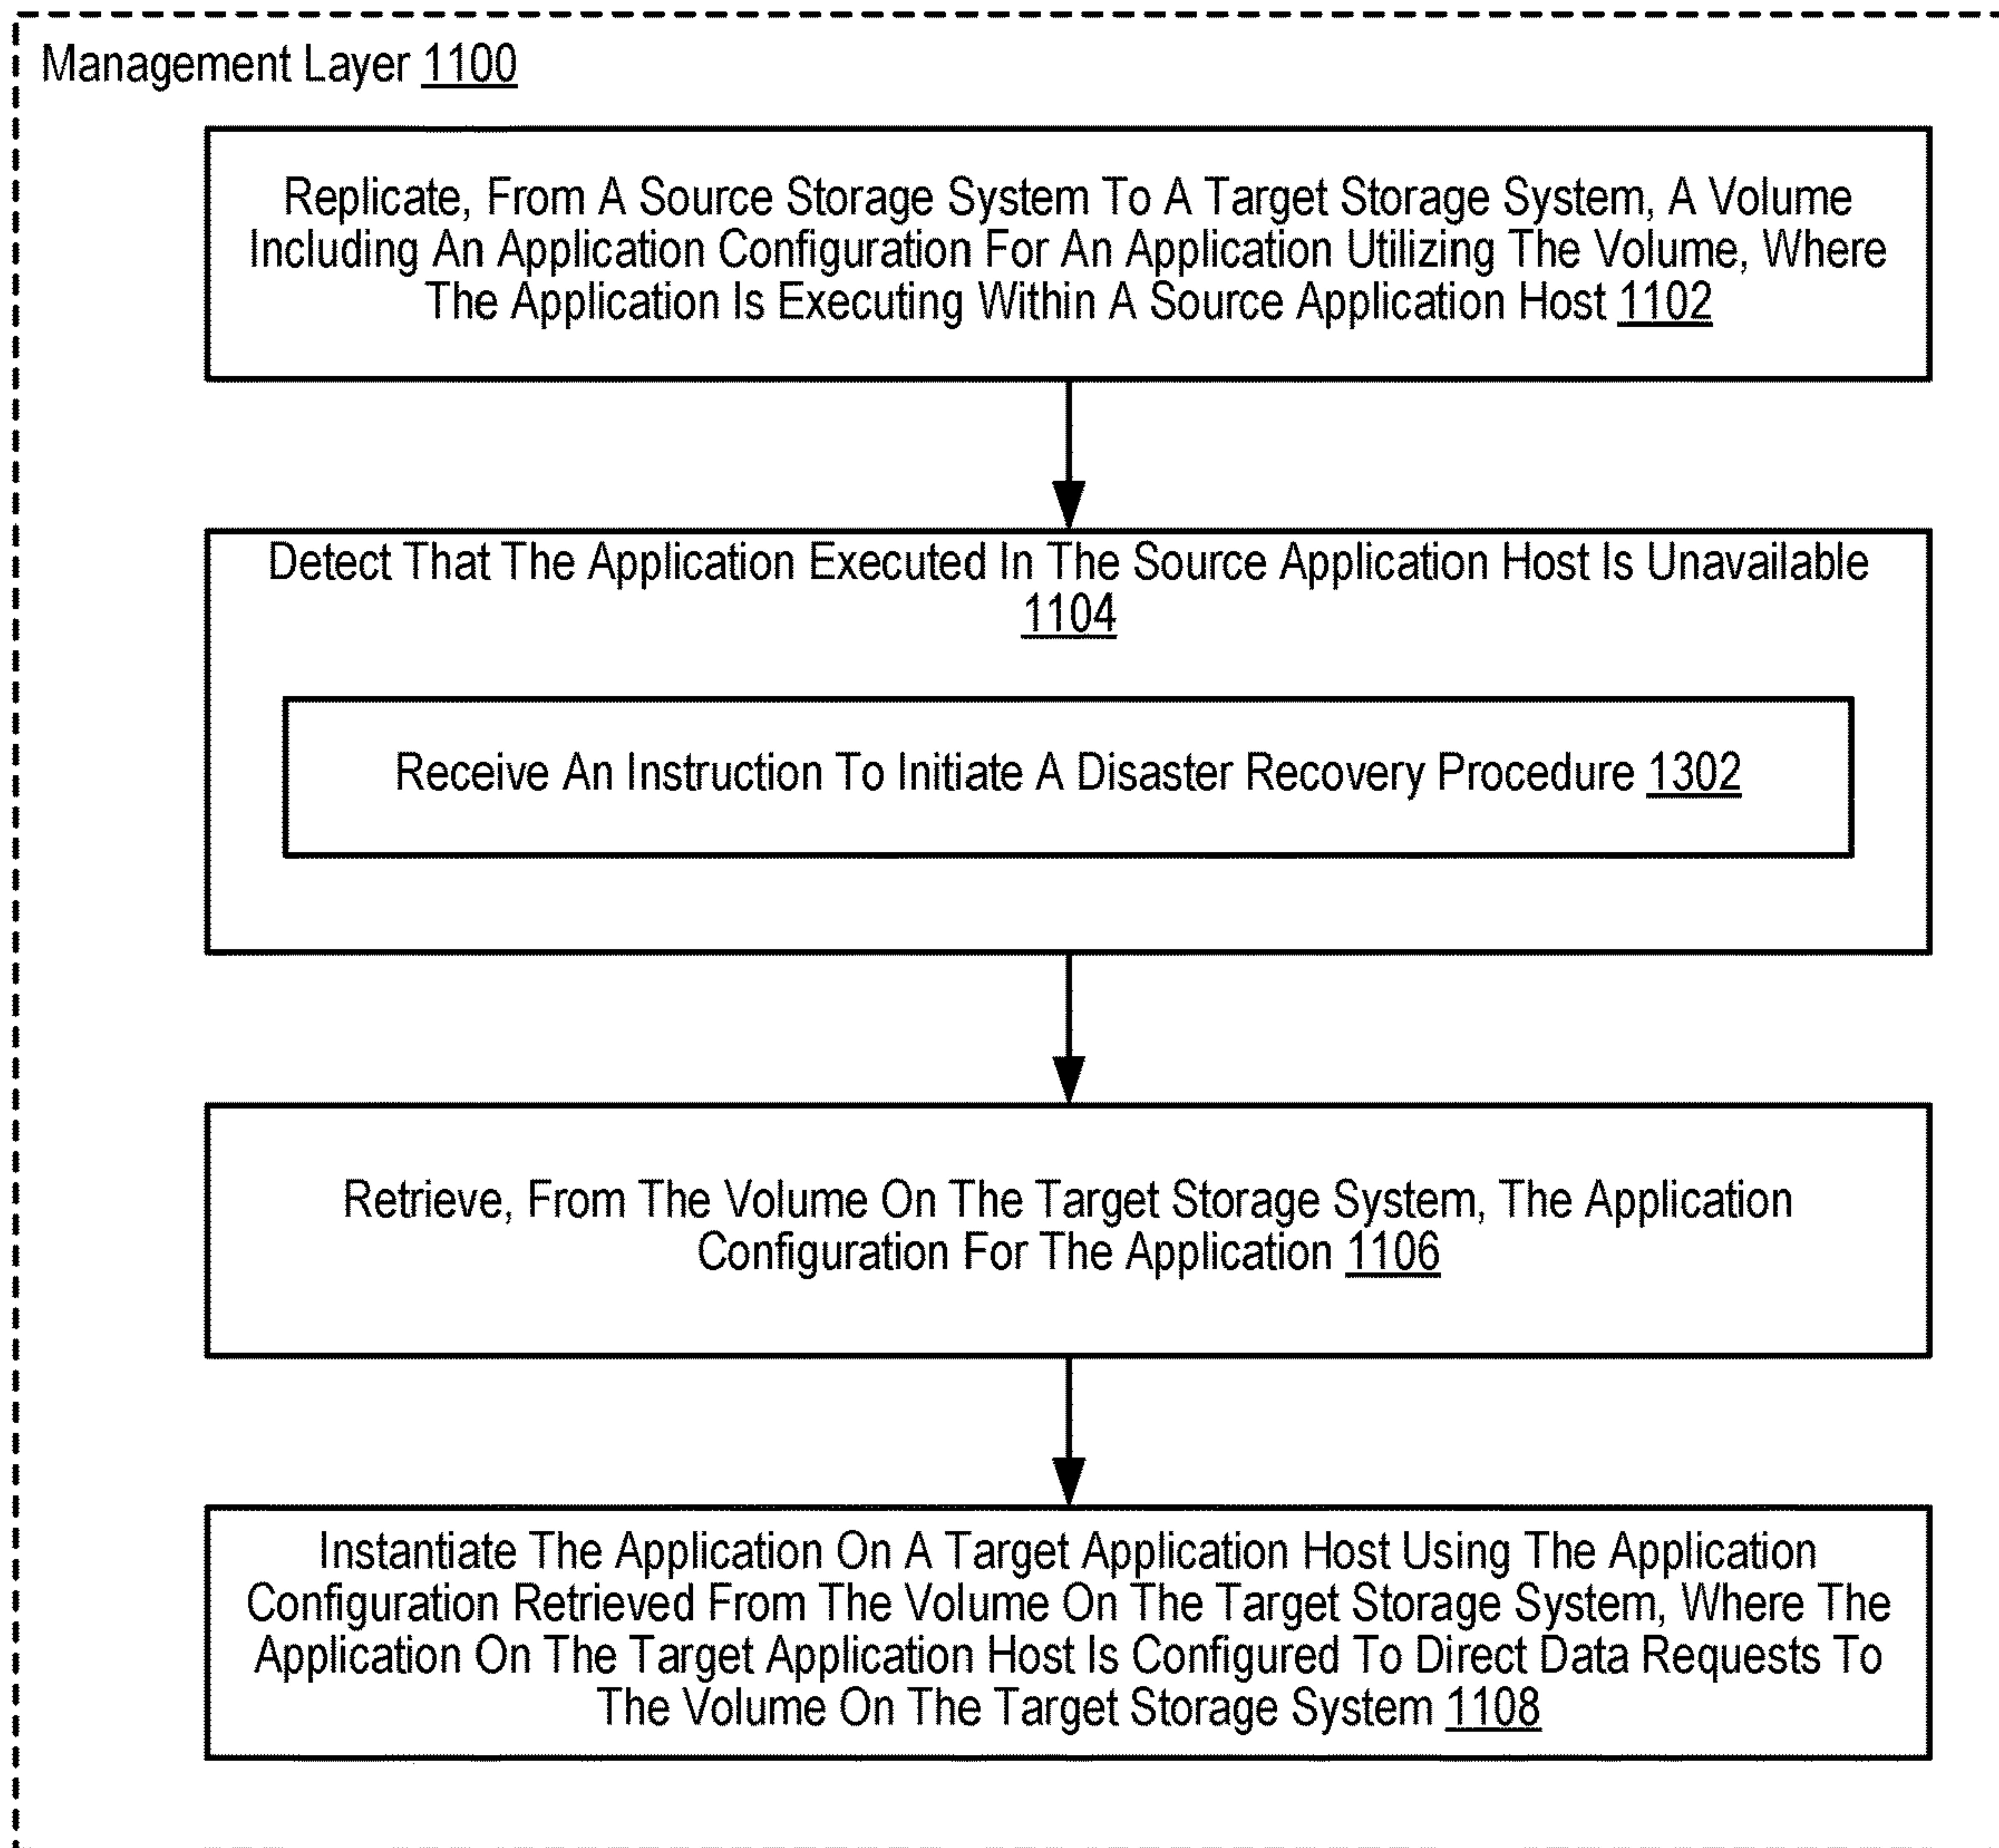 Management Layer 1100
Replicate, From A Source Storage System To A Target Storage System, A Volume
Including An Application Configuration For An Application Utilizing The Volume, Where
The Application Is Executing Within A Source Application Host 1102
Detect That The Application Executed In The Source Application Host Is Unavailable
1104
Receive An Instruction To Initiate A Disaster Recovery Procedure 1302
Retrieve, From The Volume On The Target Storage System, The Application
Configuration For The Application 1106
Instantiate The Application On A Target Application Host Using The Application
Configuration Retrieved From The Volume On The Target Storage System, Where The
Application On The Target Application Host Is Configured To Direct Data Requests To
The Volume On The Target Storage System 1108